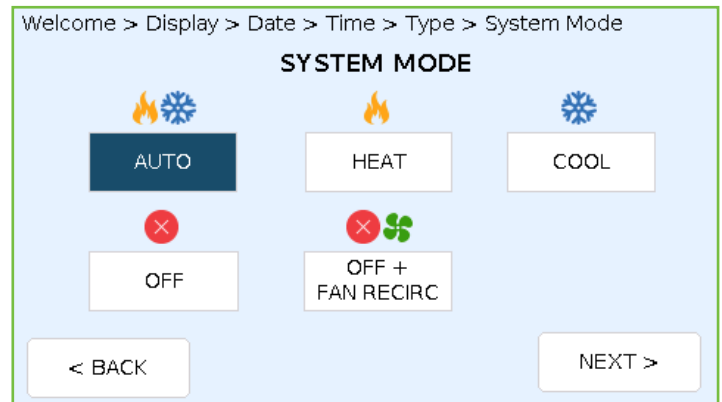 Welcome > Display > Date > Time > Type > System Mode
SYSTEM MODE
AUTO
HEAT
COOL
OFF
OFF +
FAN RECIRC
< BACK
NEXT >